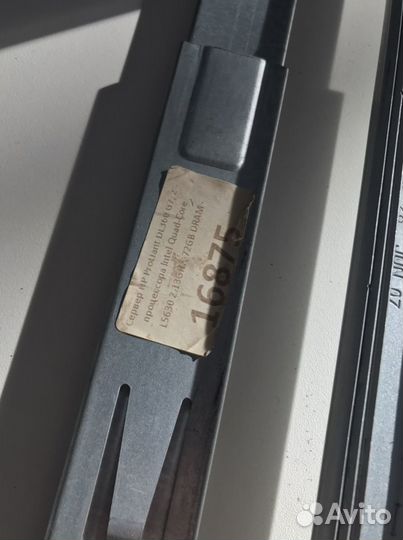 Сервер HP ProLiant DL360 G7, 2
процессора Intel Quad-Core
L5630 2.13GHz, 72GB DRAM
16875
Avito